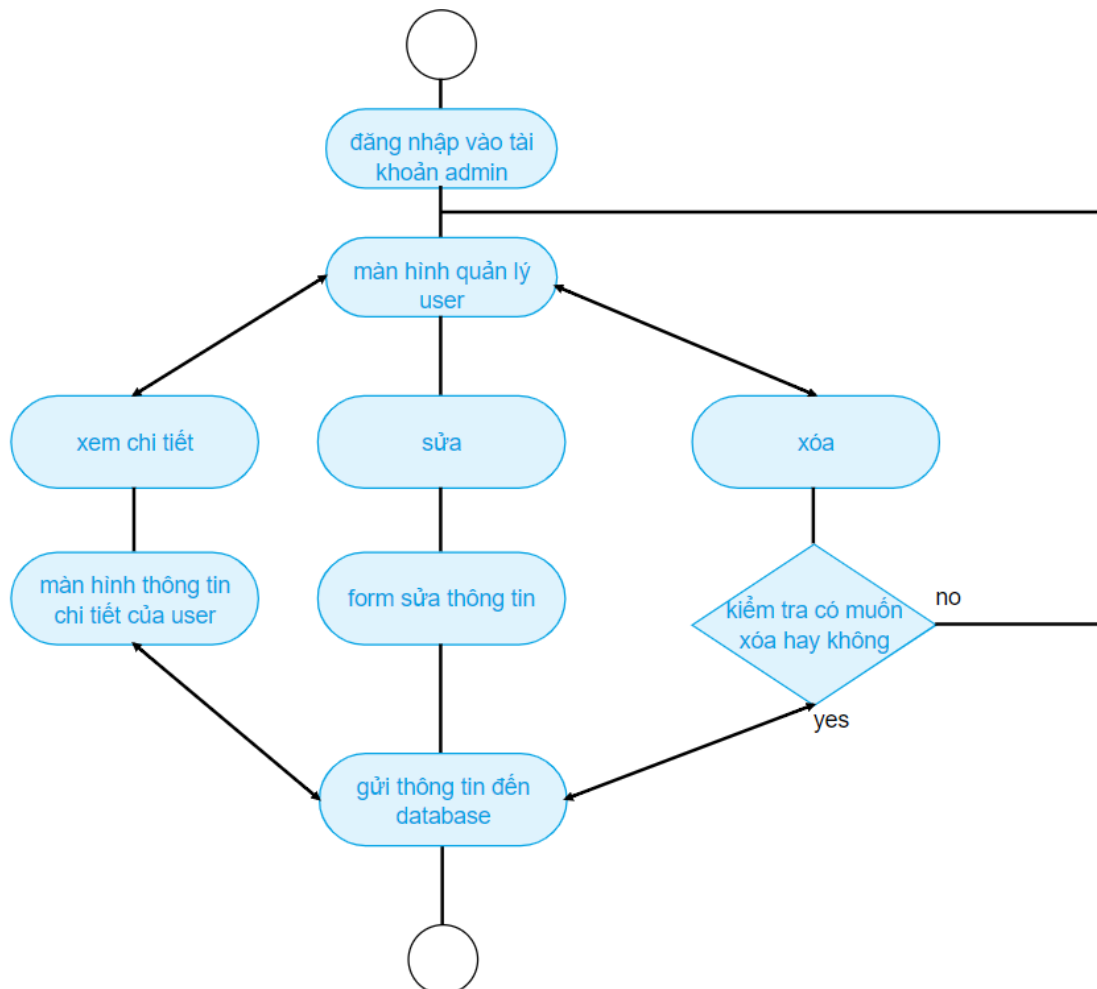 đăng nhập vào tài
khoản admin
màn hình quản lý
user
xem chi tiết
sửa
xóa
màn hình thông tin
chi tiết của user
form sửa thông tin
kiểm tra có muốn
xóa hay không
no
yes
gửi thông tin đến
database